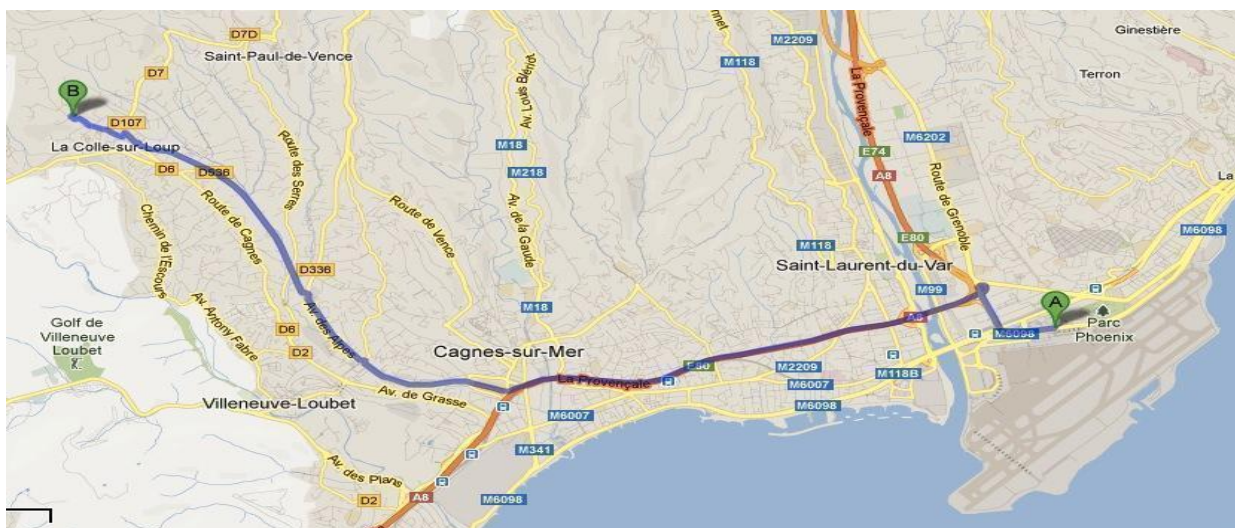 D7D
Saint-Paul-de-Vence
D7
B
D107
La Colle-sur-Loup
D6
D536
Route des Serres
Route de Cagnes
Chemin de l'Escours
D336
Av. des Alpes
Av. Antony Fabre
D6
D2
Golf de
Villeneuve
Loubet
Villeneuve-Loubet
Av. de Grasse
Av. des Plans
D2
A8
Route de Vence
M18
M218
Av. de la Gaude
M18
Cagnes-sur-Mer
La Provençale
E80
M6007
M341
M6098
M2209
M6007
M6098
M118B
M118
M2209
La Provençale
M6202
E74
A8
Route de Grenoble
E80
M118
Saint-Laurent-du-Var
M99
M6098
A
Parc
Phoenix
M6098
La
Ginestière
Terron